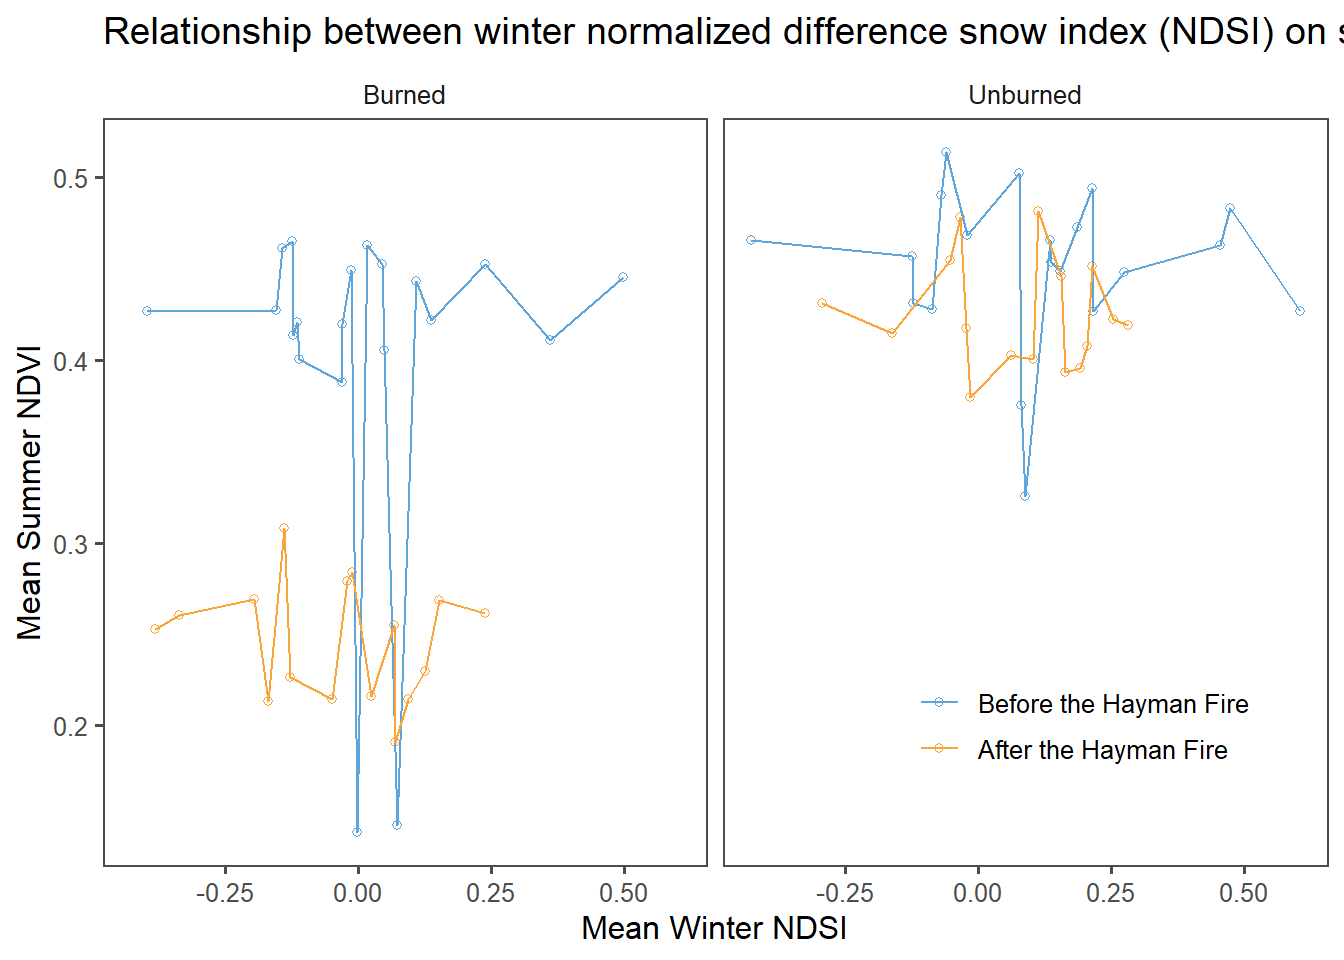 Relationship between winter normalized difference snow index (NDSI) on
Burned
Unburned
0.5
0.4
0.3
0.2
Mean Summer NDVI
Before the Hayman Fire
After the Hayman Fire
-0.25 0.00 0.25 0.50
-0.25 0.00 0.25 0.50
Mean Winter NDSI